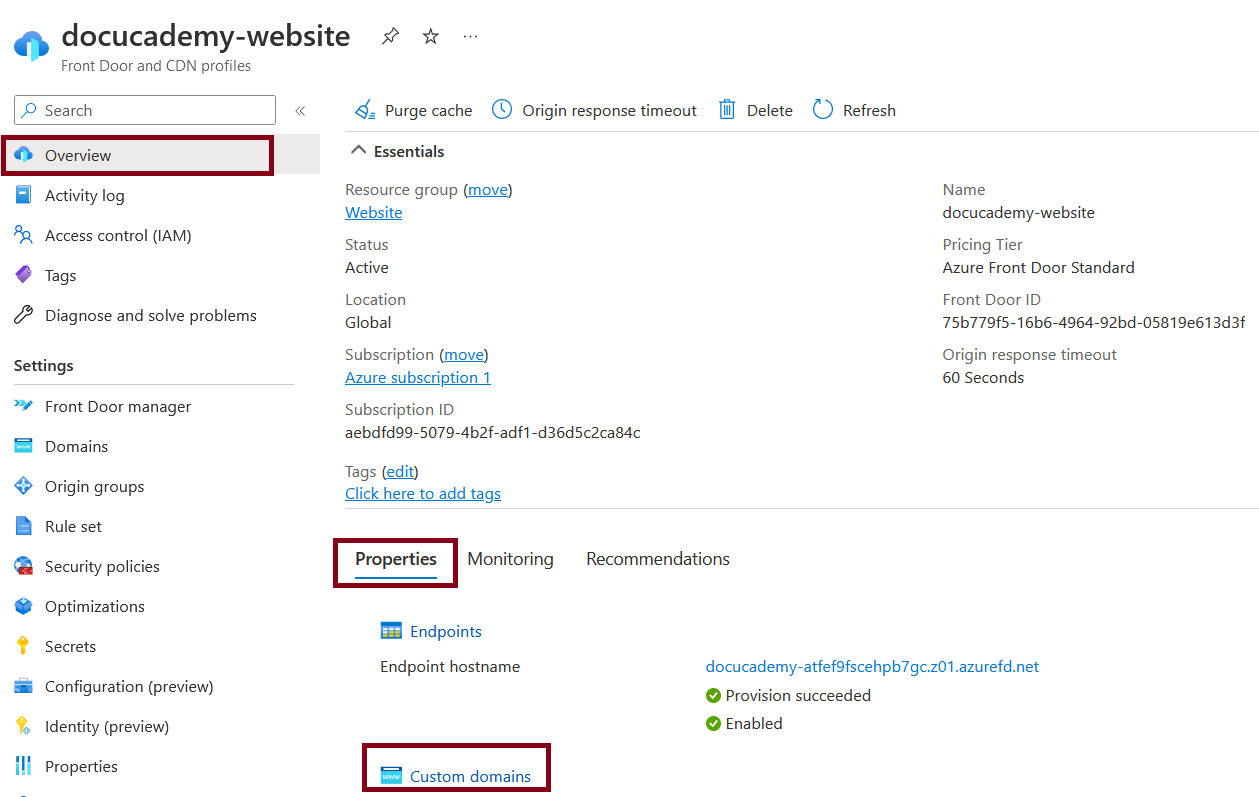 docucademy-website
Front Door and CDN profiles
Search
Overview
Activity log
Access control (IAM)
Tags
Diagnose and solve problems
Settings
Front Door manager
Domains
Origin groups
Rule set
Security policies
Optimizations
Secrets
Configuration (preview)
Identity (preview)
Properties
Purge cache Origin response timeout Delete Refresh
Essentials
Resource group (move)
Website
Status
Active
Location
Global
Subscription (move)
Azure subscription 1
Subscription ID
aebdfd99-5079-4b2f-adf1-d36d5c2ca84c
Tags (edit)
Click here to add tags
Name
docucademy-website
Pricing Tier
Azure Front Door Standard
Front Door ID
75b779f5-16b6-4964-92bd-05819e613d3f
Origin response timeout
60 Seconds
Properties Monitoring Recommendations
Endpoints
Endpoint hostname docucademy-atfef9fscehpb7gc.z01.azurefd.net
Provision succeeded
Enabled
Custom domains